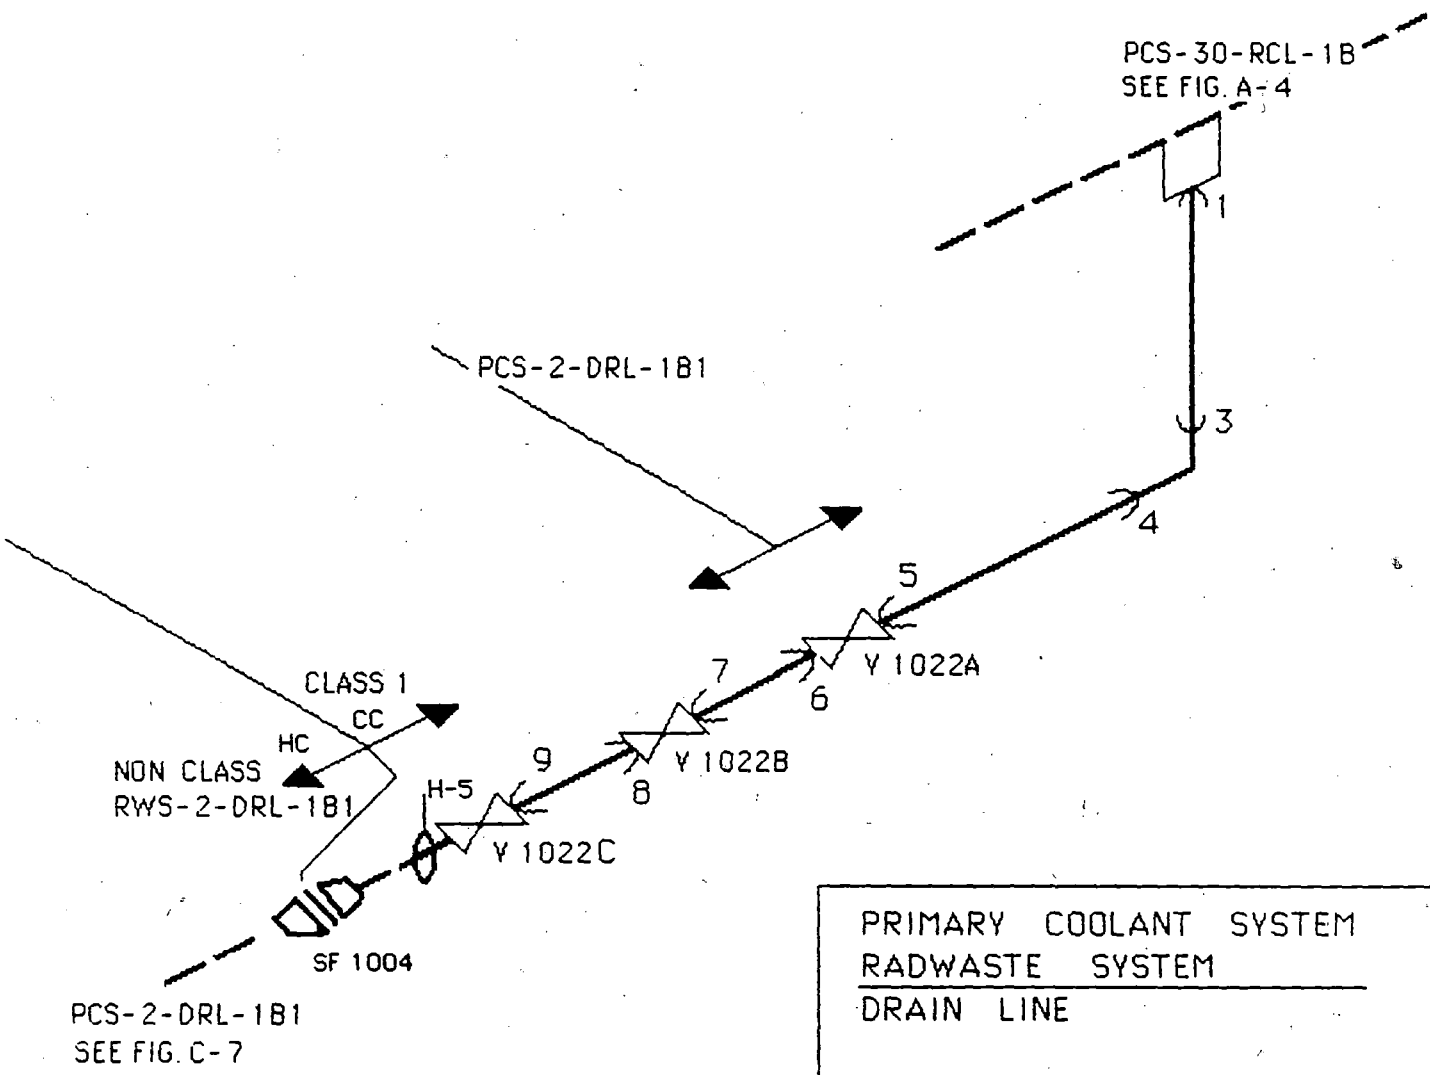 PCS-30-RCL-1B
SEE FIG. A-4
1
PCS-2-DRL-1B1
3
4
5
V 1022A
6
7
V 1022B
8
9
CLASS 1
CC
HC
NON CLASS
RWS-2-DRL-1B1
H-5
V 1022C
SF 1004
PCS-2-DRL-1B1
SEE FIG. C-7
PRIMARY COOLANT SYSTEM
RADWASTE SYSTEM
DRAIN LINE